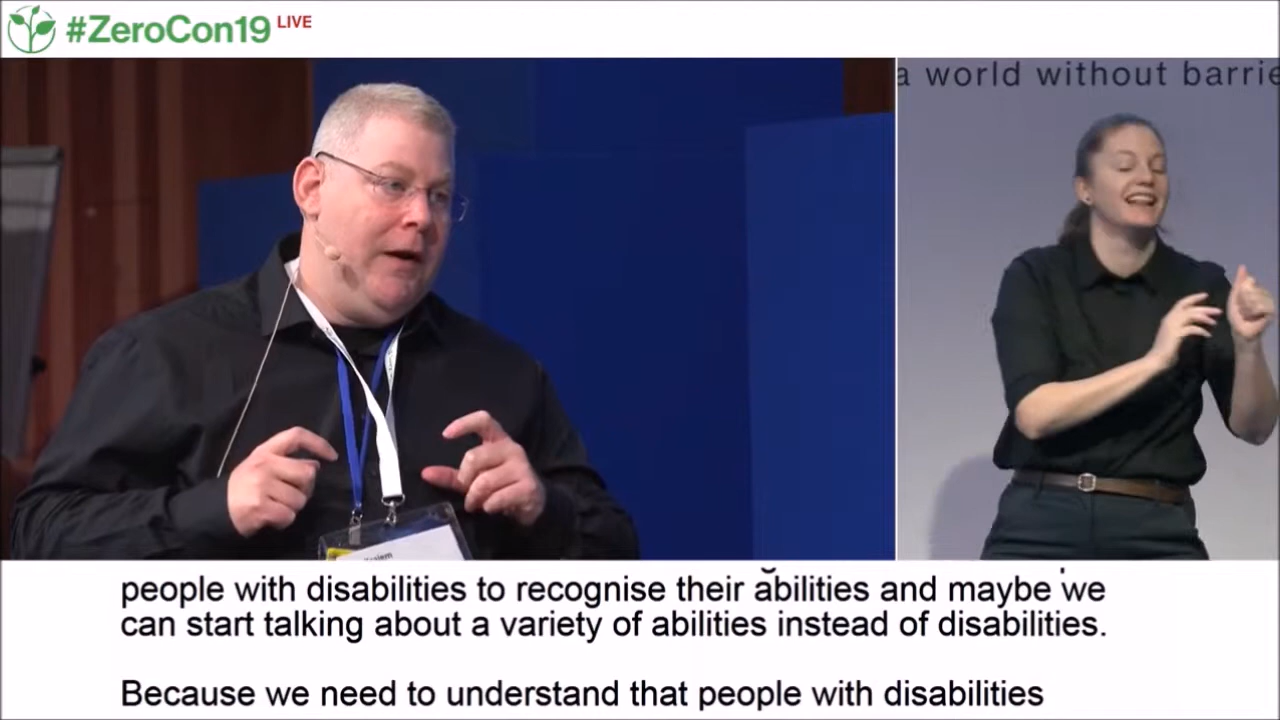 #ZeroCon19 LIVE
a world without barrie
people with disabilities to recognise their abilities and maybe we
can start talking about a variety of abilities instead of disabilities.
Because we need to understand that people with disabilities